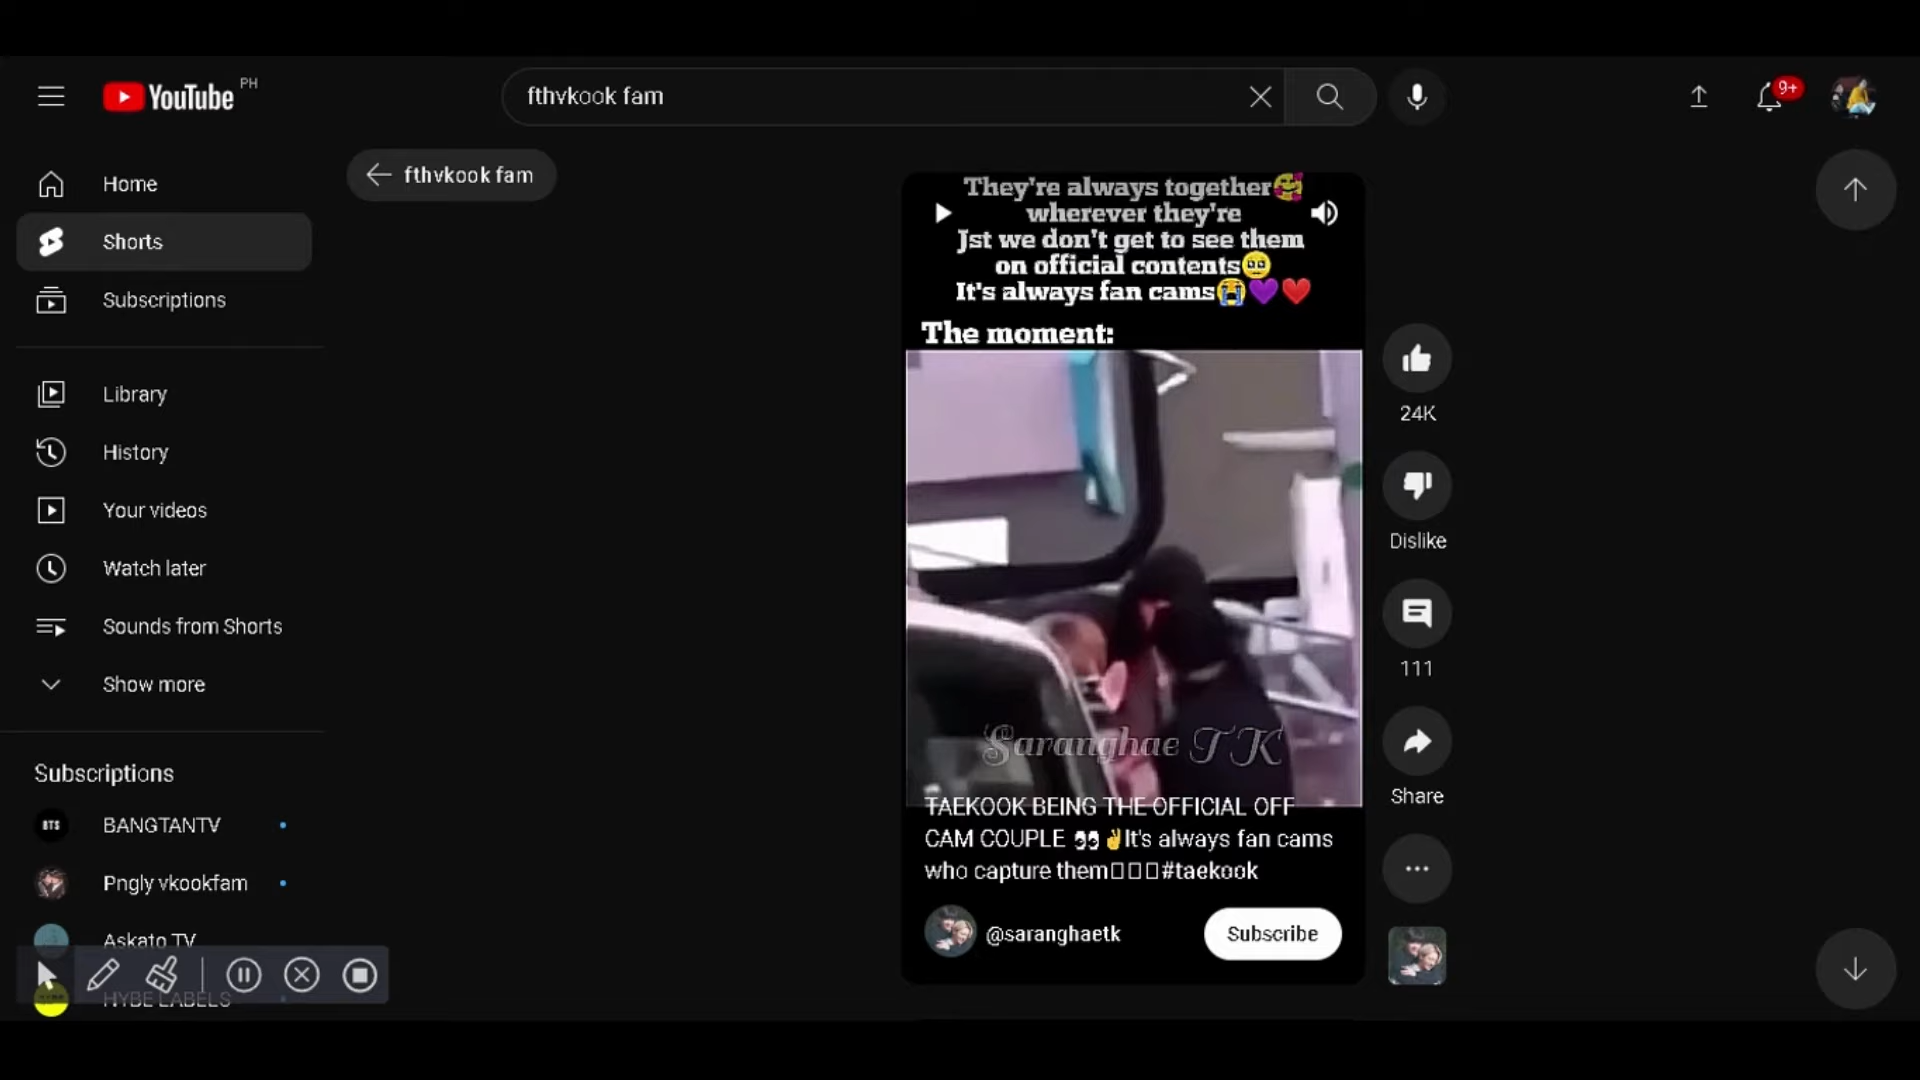 YouTube PH
fthvkook fam
9+
Home
Shorts
Subscriptions
Library
History
Your videos
Watch later
Sounds from Shorts
Show more
Subscriptions
BTS
BANGTANTV
Pngly vkookfam
Askato TV
HYBE LABELS
fthvkook fam
They're always together🥰
wherever they're
Jst we don't get to see them
on official contents😳
It's always fan cams😭💜❤️
The moment:
Saranghae TK
TAEKOOK BEING THE OFFICIAL OFF
CAM COUPLE 👀✌️It's always fan cams
who capture them▯▯▯#taekook
@saranghaetk
Subscribe
24K
Dislike
111
Share